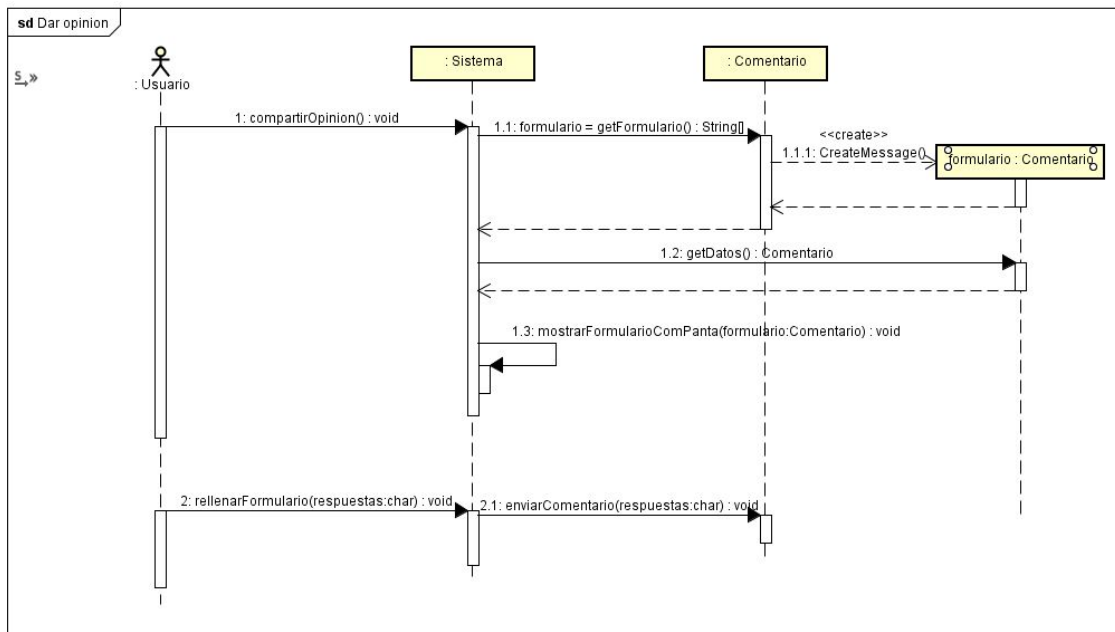 sd Dar opinion
S »
: Usuario
: Sistema
: Comentario
1: compartirOpinion() : void
1.1: formulario = getFormulario() : String[]
<<create>>
1.1.1: CreateMessage()
formulario : Comentario
1.2: getDatos() : Comentario
1.3: mostrarFormularioComPanta(formulario:Comentario) : void
2: rellenarFormulario(respuestas:char) : void
2.1: enviarComentario(respuestas:char) : void